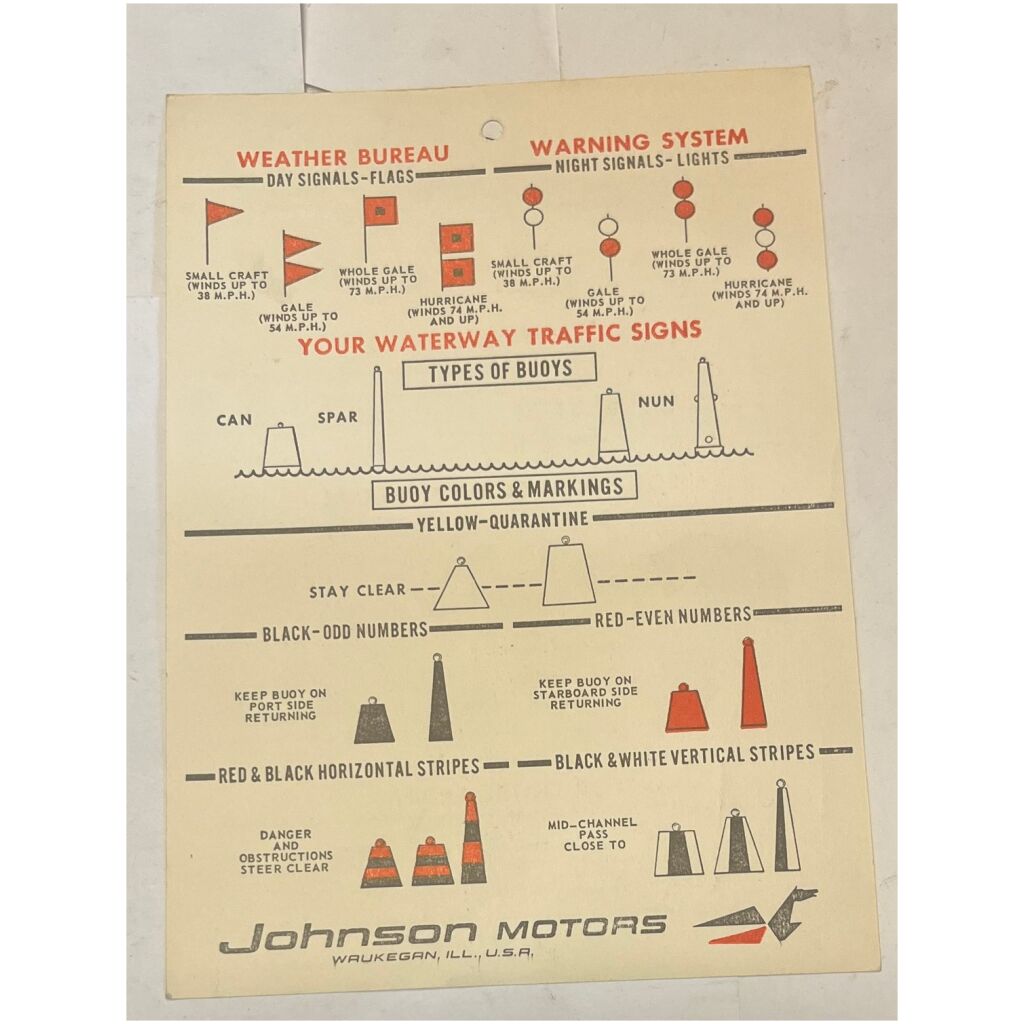 WEATHER BUREAU WARNING SYSTEM
DAY SIGNALS-FLAGS
NIGHT SIGNALS-LIGHTS
SMALL CRAFT
(WINDS UP TO
38 M.P.H.)
GALE
(WINDS UP TO
54 M.P.H.)
WHOLE GALE
(WINDS UP TO
73 M.P.H.)
HURRICANE
(WINDS 74 M.P.H.
AND UP)
SMALL CRAFT
(WINDS UP TO
38 M.P.H.)
GALE
(WINDS UP TO
54 M.P.H.)
WHOLE GALE
(WINDS UP TO
73 M.P.H.)
HURRICANE
(WINDS 74 M.P.H.
AND UP)
YOUR WATERWAY TRAFFIC SIGNS
TYPES OF BUOYS
CAN
SPAR
NUN
BUOY COLORS & MARKINGS
YELLOW-QUARANTINE
STAY CLEAR
BLACK-ODD NUMBERS
KEEP BUOY ON
PORT SIDE
RETURNING
RED-EVEN NUMBERS
KEEP BUOY ON
STARBOARD SIDE
RETURNING
RED & BLACK HORIZONTAL STRIPES
DANGER
AND
OBSTRUCTIONS
STEER CLEAR
BLACK & WHITE VERTICAL STRIPES
MID-CHANNEL
PASS
CLOSE TO
Johnson MOTORS
WAUKEGAN, ILL., U.S.A.